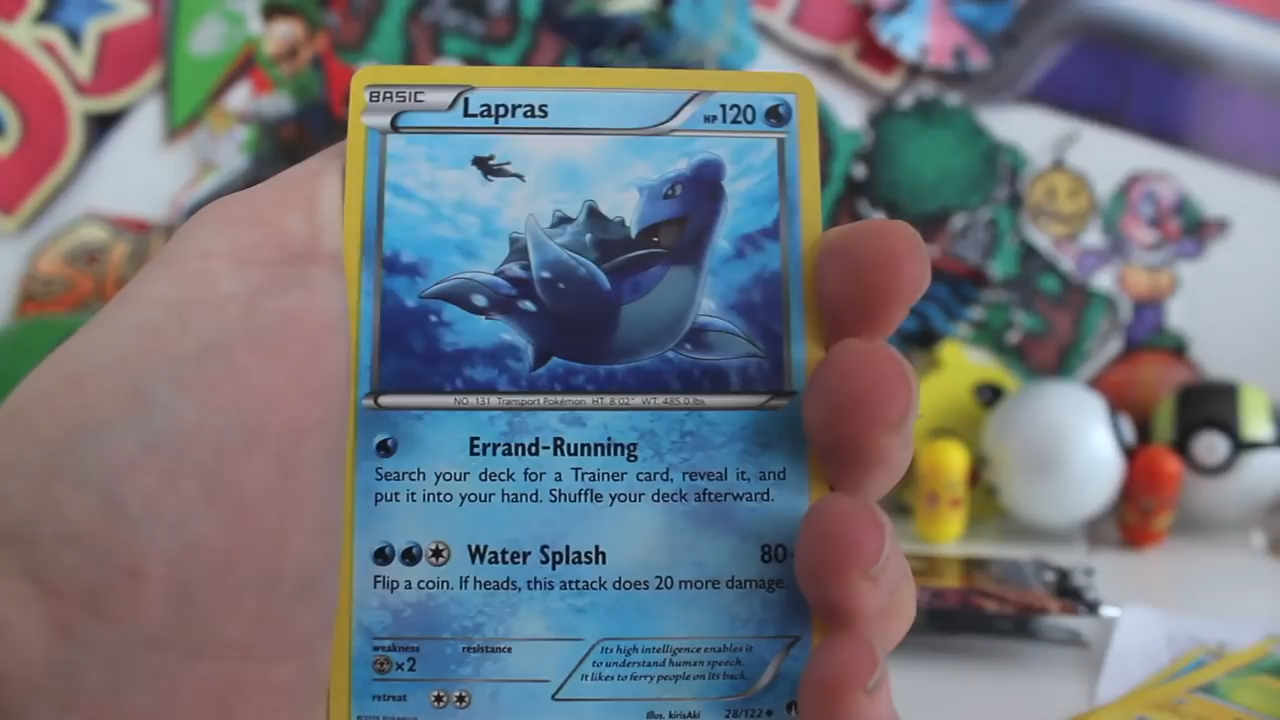 BASIC Lapras HP 120
NO. 131 Transport Pokémon. HT: 8'02" WT: 485.0 lbs.
Errand-Running
Search your deck for a Trainer card, reveal it, and
put it into your hand. Shuffle your deck afterward.
Water Splash 80
Flip a coin. If heads, this attack does 20 more damage.
weakness resistance
×2
Its high intelligence enables it
to understand human speech.
It likes to ferry people on its back.
retreat
Illus. kirisAki 28/122